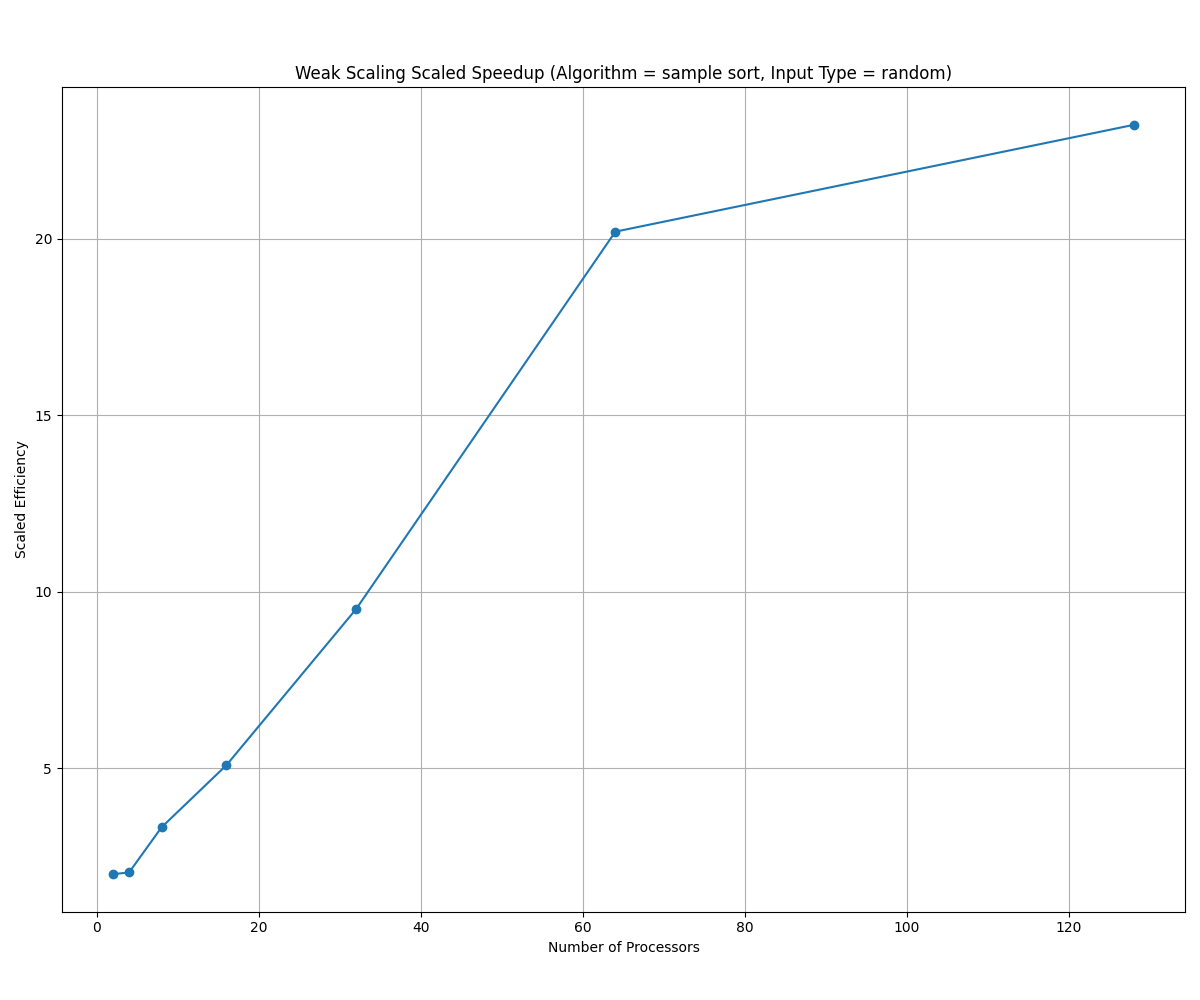 Weak Scaling Scaled Speedup (Algorithm = sample sort, Input Type = random)
Scaled Efficiency
20
15
10
5
0 20 40 60 80 100 120
Number of Processors